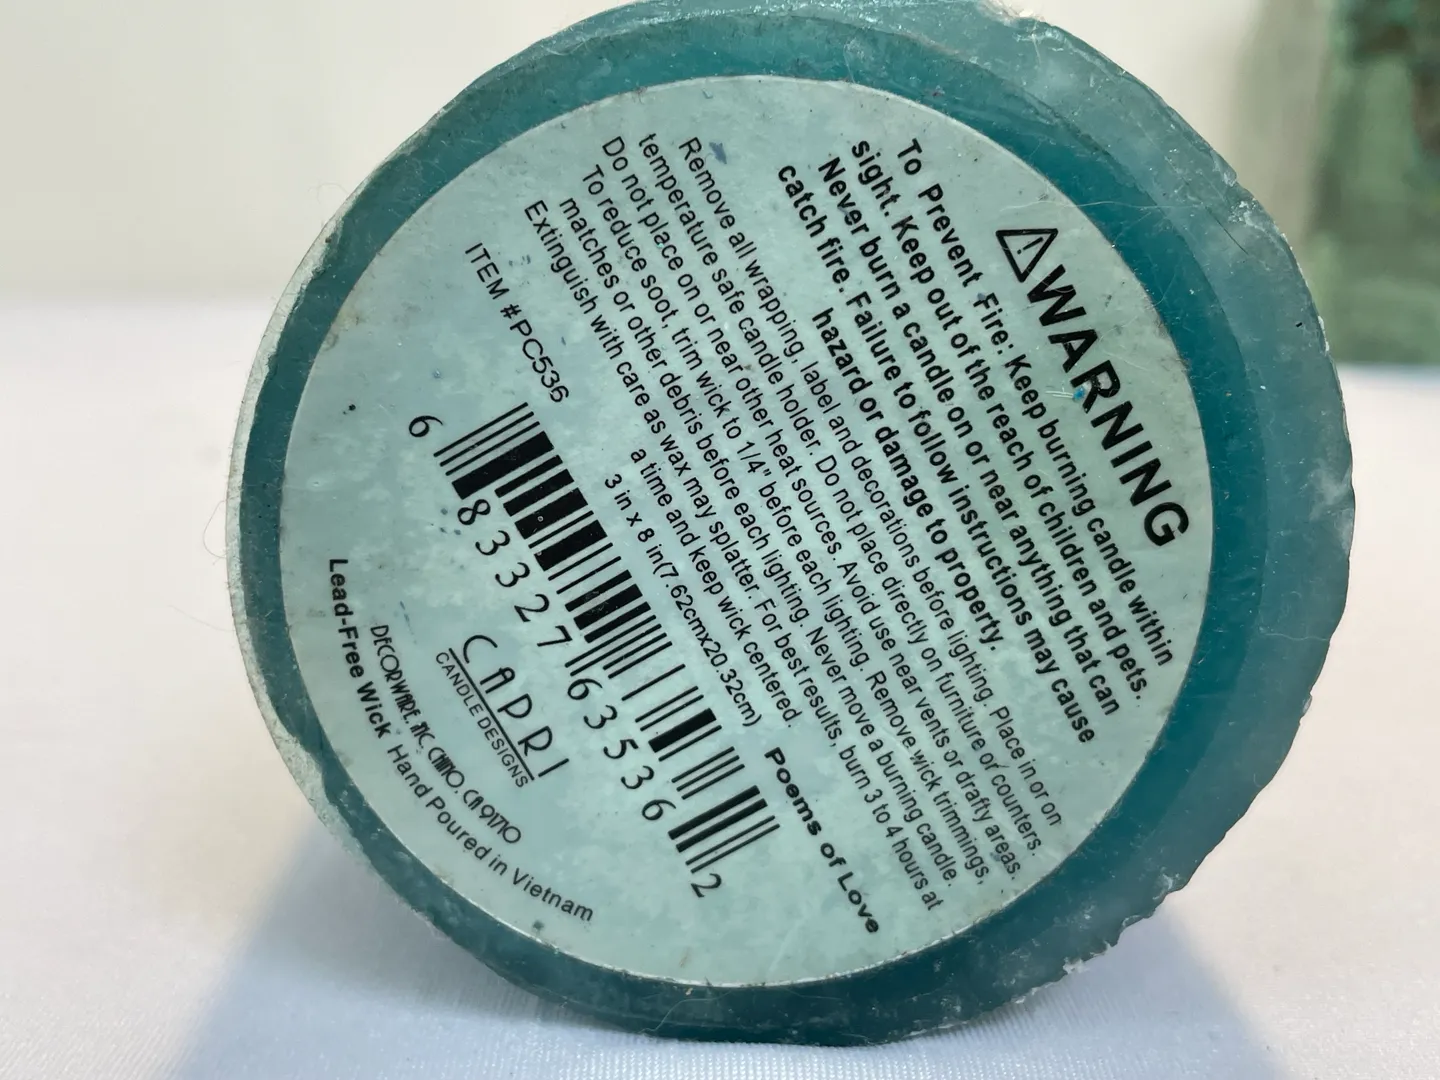 WARNING
To Prevent Fire: Keep burning candle within
sight. Keep out of the reach of children and pets.
Never burn a candle on or near anything that can
catch fire. Failure to follow instructions may cause
hazard or damage to property.
Remove all wrapping, label and decorations before lighting. Place in or on
temperature safe candle holder. Do not place directly on furniture or counters.
Do not place on or near other heat sources. Avoid use near vents or drafty areas.
To reduce soot, trim wick to 1/4" before each lighting. Remove wick trimmings,
matches or other debris before each lighting. Never move a burning candle.
Extinguish with care as wax may splatter. For best results, burn 3 to 4 hours at
a time and keep wick centered.
3 in x 8 in(7.62cmx20.32cm)
Poems of Love
ITEM #PC536
6 83327 63536 2
CAPRI
CANDLE DESIGNS
DECORWARE, INC. CHINO, CA 91710
Lead-Free Wick Hand Poured in Vietnam